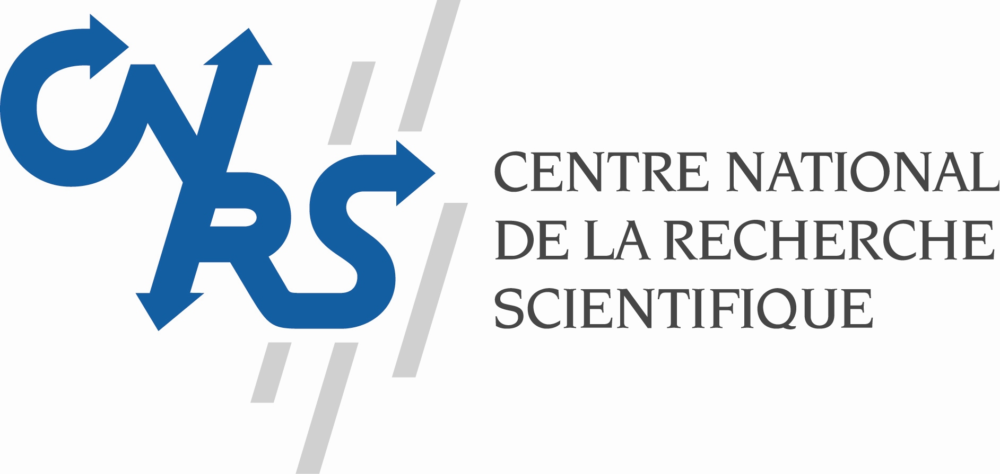 CNRS
CENTRE NATIONAL
DE LA RECHERCHE
SCIENTIFIQUE